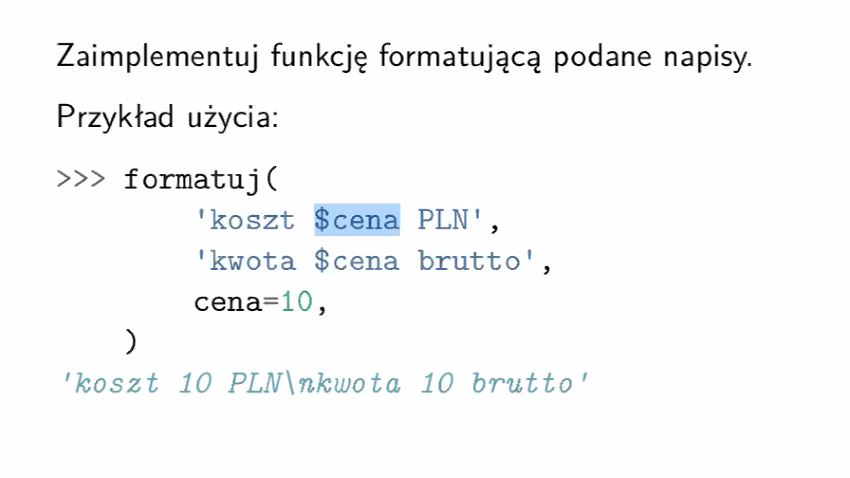 Zaimplementuj funkcję formatującą podane napisy.
Przykład użycia:
>>> formatuj(
'koszt $cena PLN',
'kwota $cena brutto',
cena=10,
)
'koszt 10 PLN\nkwota 10 brutto'